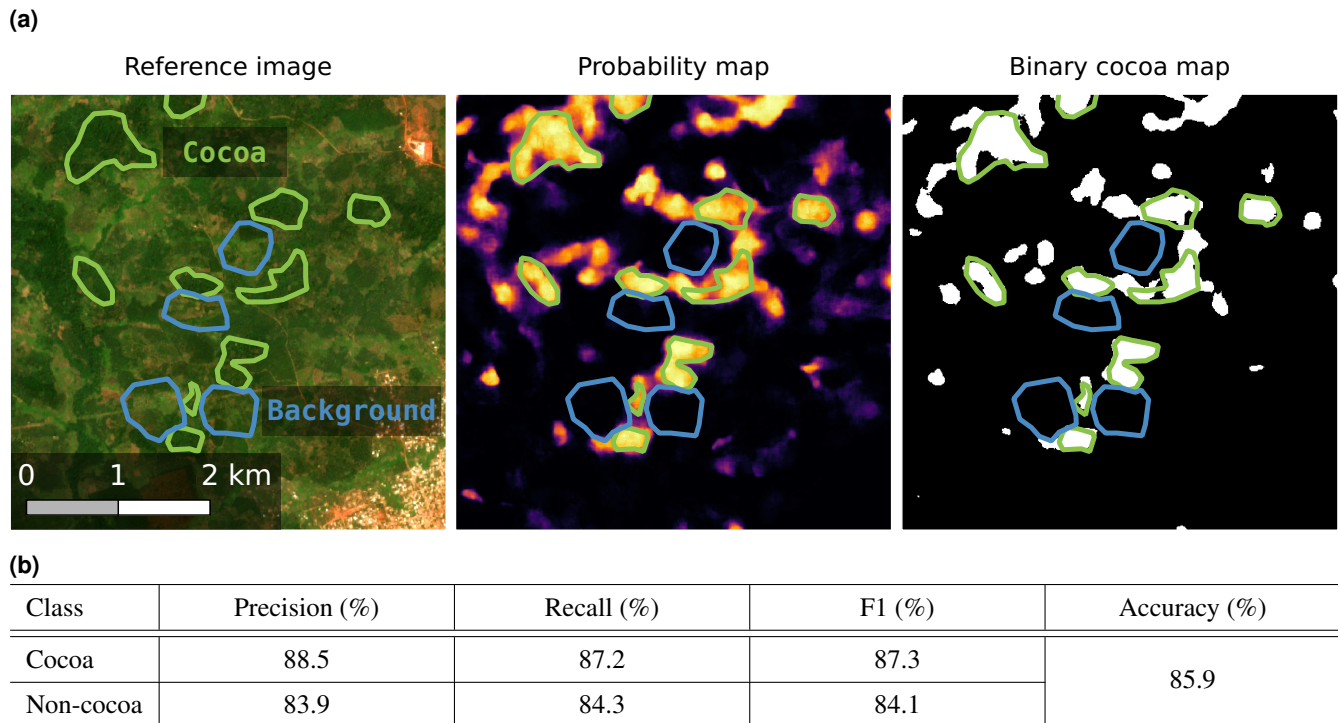 (a)
Reference image Probability map Binary cocoa map
Cocoa
Background
0 1 2 km
(b)
Class Precision (%) Recall (%) F1 (%) Accuracy (%)
Cocoa 88.5 87.2 87.3 85.9
Non-cocoa 83.9 84.3 84.1